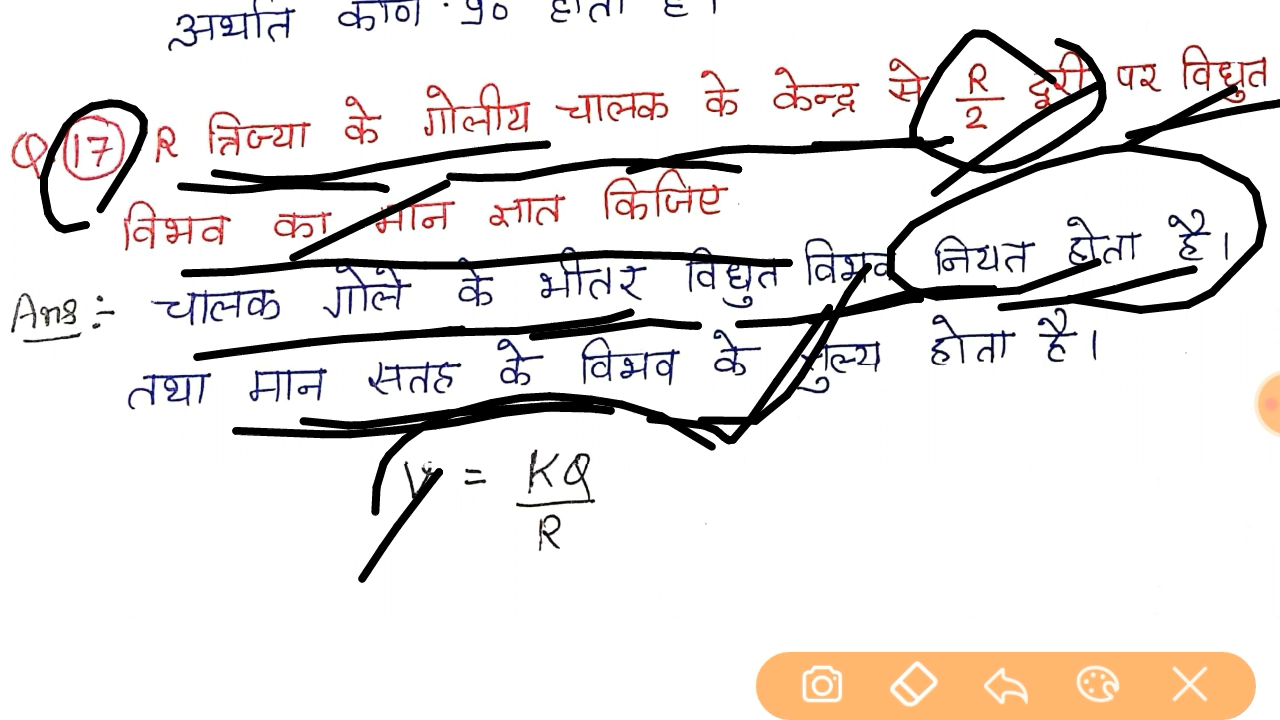 अर्थात कोण 90 होता है।
Q. 17 R त्रिज्या के गोलीय चालक के केन्द्र से R/2 दूरी पर विधुत
विभव का मान ज्ञात किजिए
Ans :- चालक गोले के भीतर विधुत विभव नियत होता है।
तथा मान सतह के विभव के तुल्य होता है।
V = KQ/R